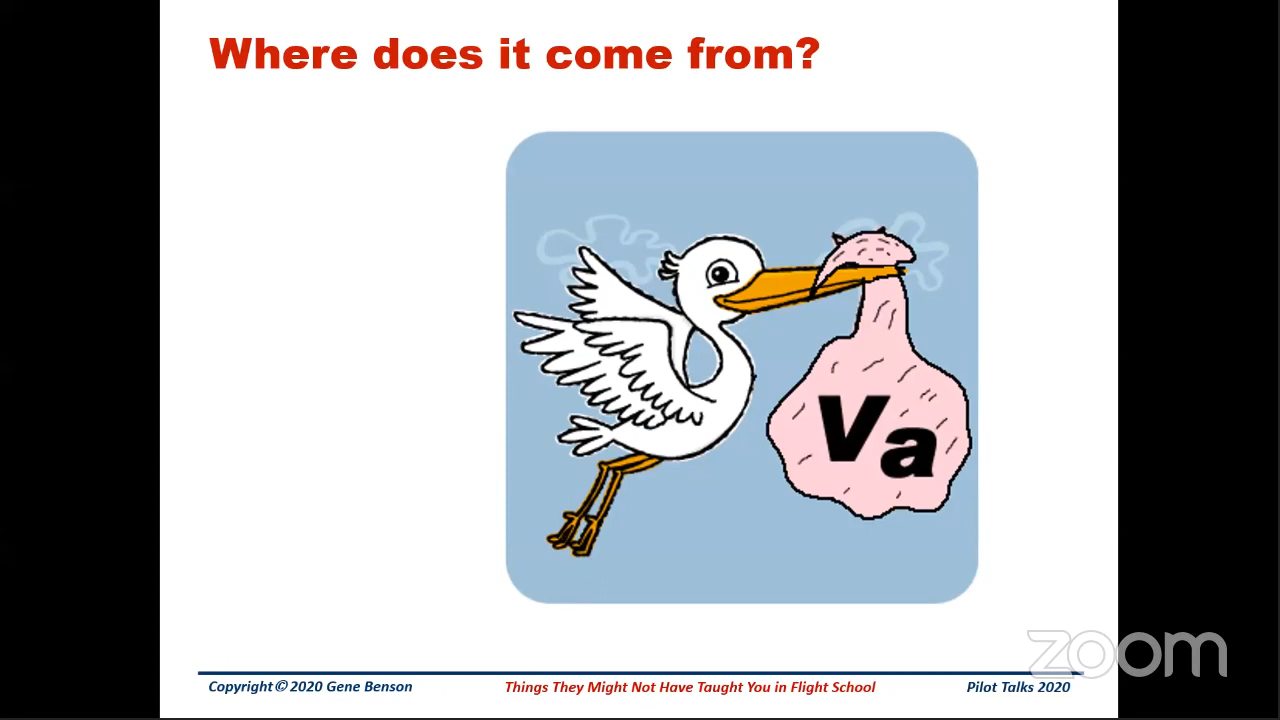 Where does it come from?
Va
zoom
Copyright© 2020 Gene Benson
Things They Might Not Have Taught You in Flight School
Pilot Talks 2020